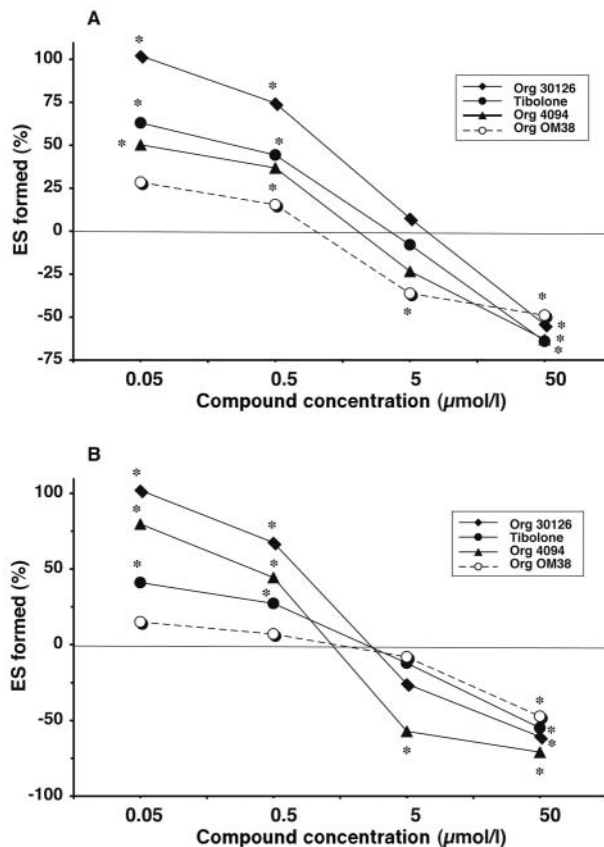 A
100
75
50
25
0
-25
-50
-75
ES formed (%)
Org 30126
Tibolone
Org 4094
Org OM38
* * * * * * * * * * * *
0.05 0.5 5 50
Compound concentration (µmol/l)
B
100
50
0
-50
-100
ES formed (%)
Org 30126
Tibolone
Org 4094
Org OM38
* * * * * * * * * * *
0.05 0.5 5 50
Compound concentration (µmol/l)